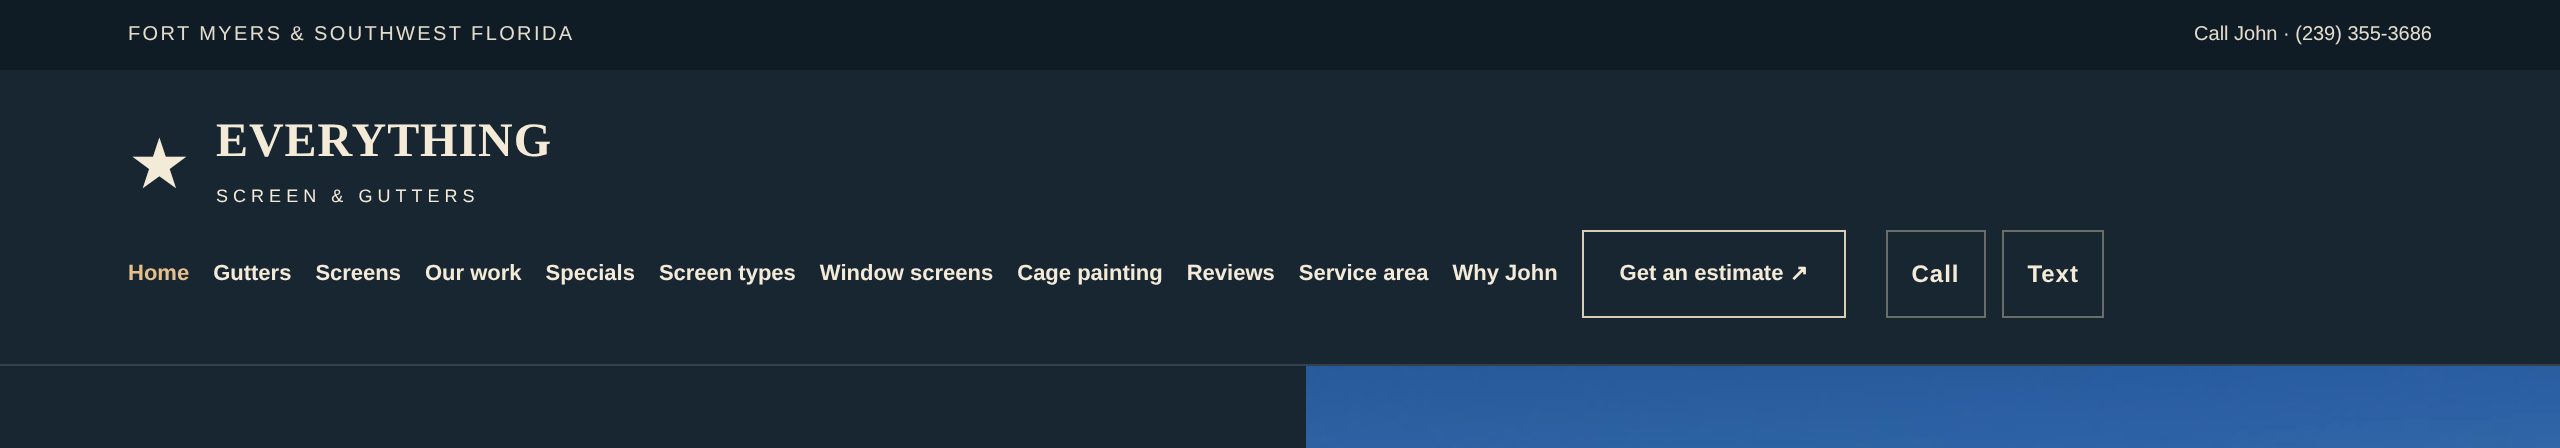 FORT MYERS & SOUTHWEST FLORIDA
Call John · (239) 355-3686
EVERYTHING
SCREEN & GUTTERS
Home Gutters Screens Our work Specials Screen types Window screens Cage painting Reviews Service area Why John Get an estimate ↗ Call Text